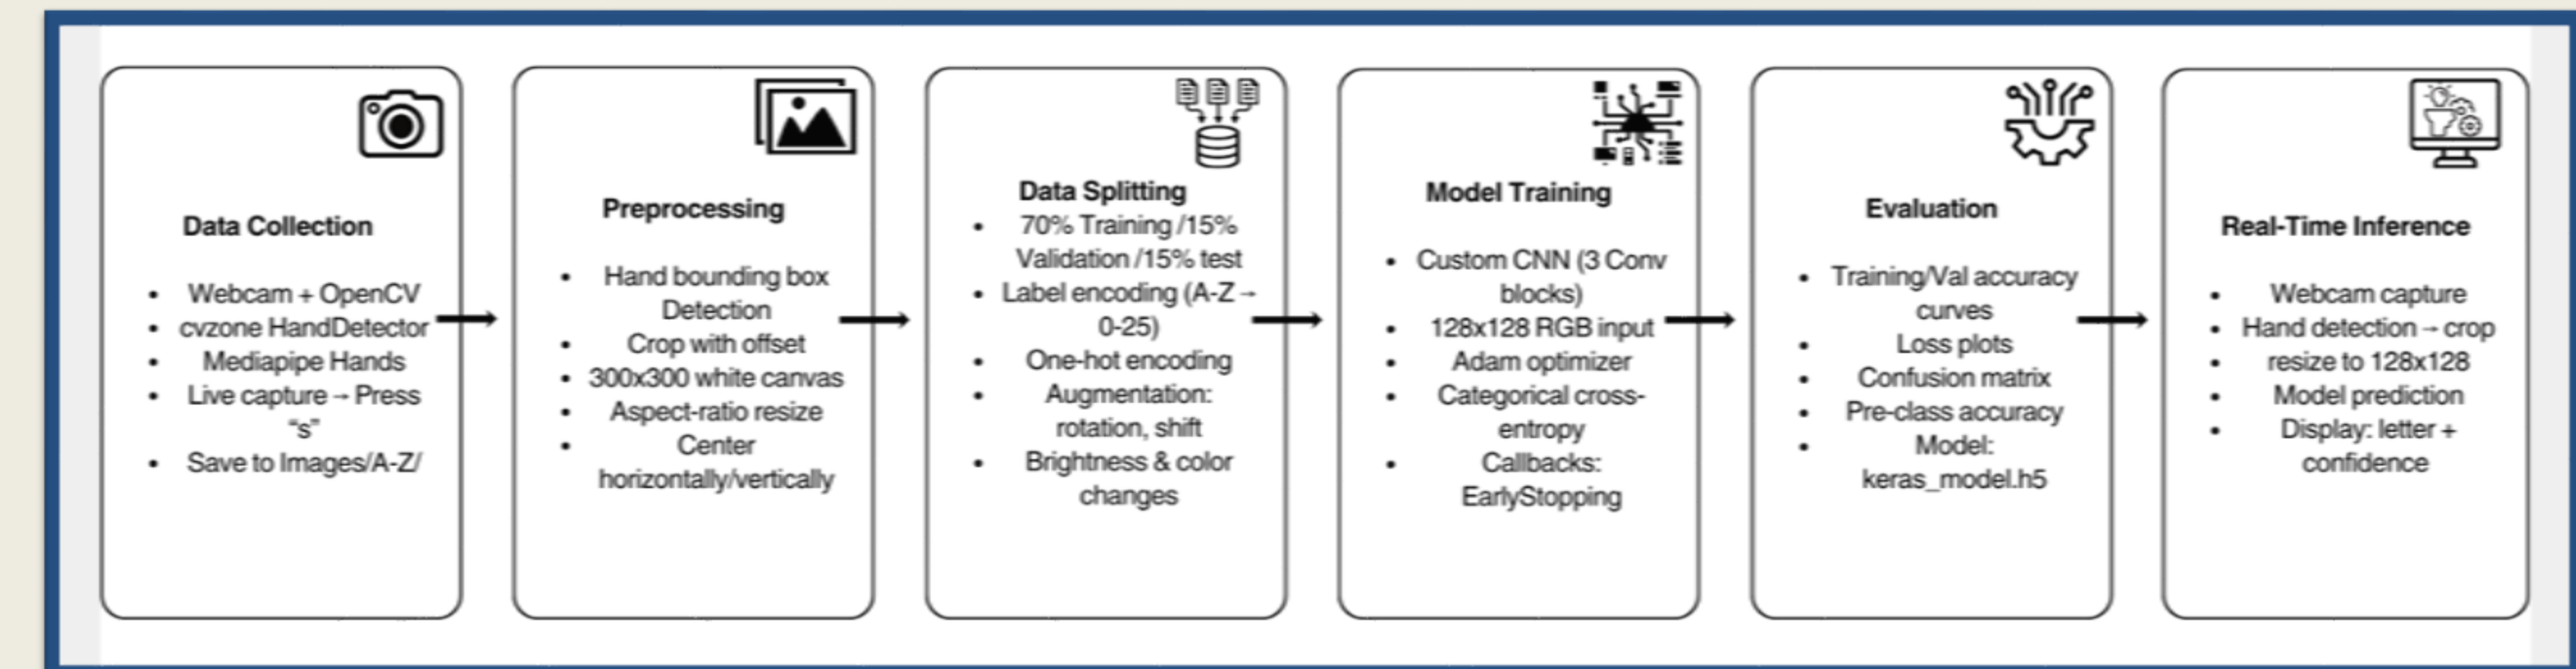 Data Collection
• Webcam + OpenCV
• cvzone HandDetector
• Mediapipe Hands
• Live capture → Press
“s”
• Save to Images/A-Z/
Preprocessing
• Hand bounding box
Detection
• Crop with offset
• 300x300 white canvas
• Aspect-ratio resize
• Center
horizontally/vertically
Data Splitting
• 70% Training /15%
Validation /15% test
• Label encoding (A-Z →
0-25)
• One-hot encoding
• Augmentation:
rotation, shift
• Brightness & color
changes
Model Training
• Custom CNN (3 Conv
blocks)
• 128x128 RGB input
• Adam optimizer
• Categorical cross-
entropy
• Callbacks:
EarlyStopping
Evaluation
• Training/Val accuracy
curves
• Loss plots
• Confusion matrix
• Pre-class accuracy
• Model:
keras_model.h5
Real-Time Inference
• Webcam capture
• Hand detection → crop
• resize to 128x128
• Model prediction
• Display: letter +
confidence